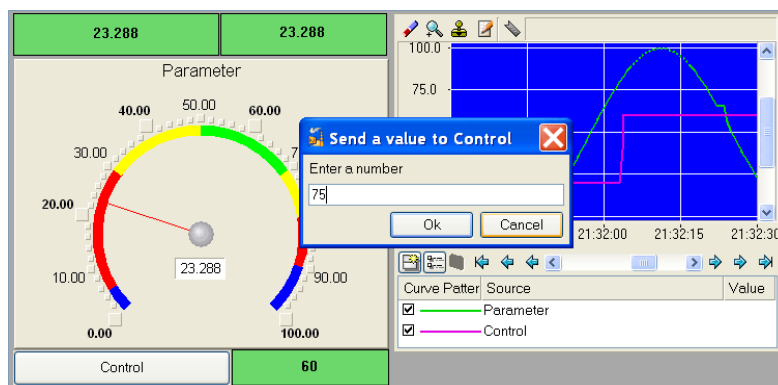 23.288 23.288
Parameter
40.00 50.00 60.00
30.00
20.00
10.00 90.00
0.00 100.00
23.288
Control 60
100.0
75.0
Send a value to Control
Enter a number
75
Ok Cancel
21:32:00 21:32:15 21:32:30
Source Value
Curve Patter
Parameter
Control